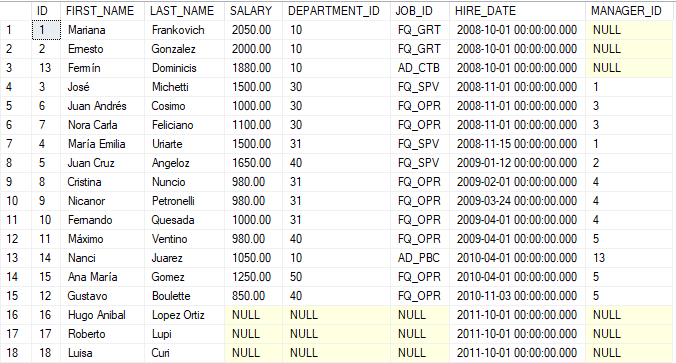 ID FIRST_NAME LAST_NAME SALARY DEPARTMENT_ID JOB_ID HIRE_DATE MANAGER_ID
1 1 Mariana Frankovich 2050.00 10 FQ_GRT 2008-10-01 00:00:00.000 NULL
2 2 Ernesto Gonzalez 2000.00 10 FQ_GRT 2008-10-01 00:00:00.000 NULL
3 13 Fermín Dominicis 1880.00 10 AD_CTB 2008-10-01 00:00:00.000 NULL
4 3 José Michetti 1500.00 30 FQ_SPV 2008-11-01 00:00:00.000 1
5 6 Juan Andrés Cosimo 1000.00 30 FQ_OPR 2008-11-01 00:00:00.000 3
6 7 Nora Carla Feliciano 1100.00 30 FQ_OPR 2008-11-01 00:00:00.000 3
7 4 María Emilia Uriarte 1500.00 31 FQ_SPV 2008-11-15 00:00:00.000 1
8 5 Juan Cruz Angeloz 1650.00 40 FQ_SPV 2009-01-12 00:00:00.000 2
9 8 Cristina Nuncio 980.00 31 FQ_OPR 2009-02-01 00:00:00.000 4
10 9 Nicanor Petronelli 980.00 31 FQ_OPR 2009-03-24 00:00:00.000 4
11 10 Fernando Quesada 1000.00 31 FQ_OPR 2009-04-01 00:00:00.000 4
12 11 Máximo Ventino 980.00 40 FQ_OPR 2009-04-01 00:00:00.000 5
13 14 Nanci Juarez 1050.00 10 AD_PBC 2010-04-01 00:00:00.000 13
14 15 Ana María Gomez 1250.00 50 FQ_OPR 2010-04-01 00:00:00.000 5
15 12 Gustavo Boulette 850.00 40 FQ_OPR 2010-11-03 00:00:00.000 5
16 16 Hugo Anibal Lopez Ortiz NULL NULL NULL 2011-10-01 00:00:00.000 NULL
17 17 Roberto Lupi NULL NULL NULL 2011-10-01 00:00:00.000 NULL
18 18 Luisa Curi NULL NULL NULL 2011-10-01 00:00:00.000 NULL